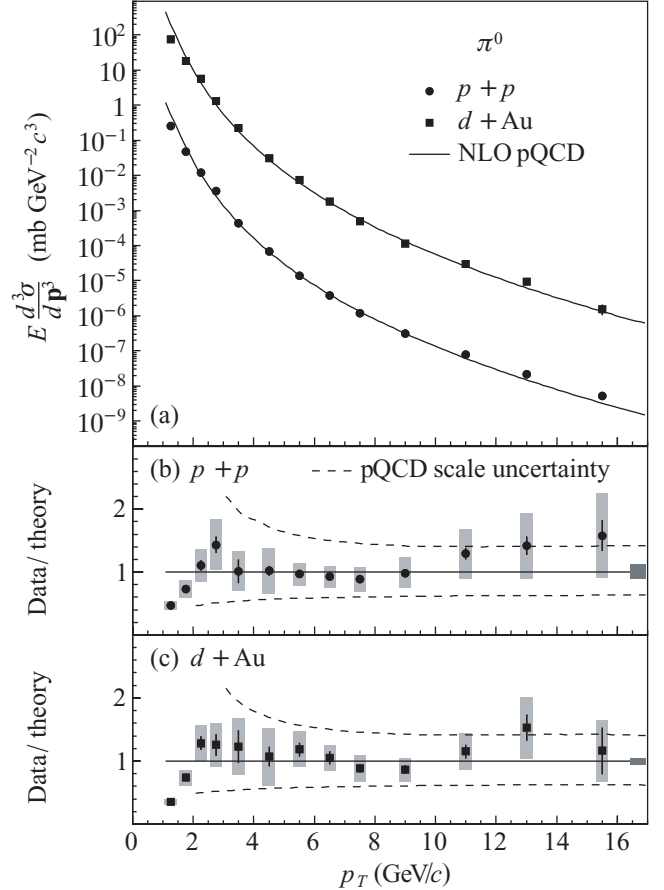 π⁰
p + p
d + Au
NLO pQCD
E d³σ/dp³ (mb GeV⁻² c³)
10²
10
1
10⁻¹
10⁻²
10⁻³
10⁻⁴
10⁻⁵
10⁻⁶
10⁻⁷
10⁻⁸
10⁻⁹
(a)
(b) p + p
pQCD scale uncertainty
Data/ theory
2
1
(c) d + Au
Data/ theory
2
1
0 2 4 6 8 10 12 14 16
p_T (GeV/c)